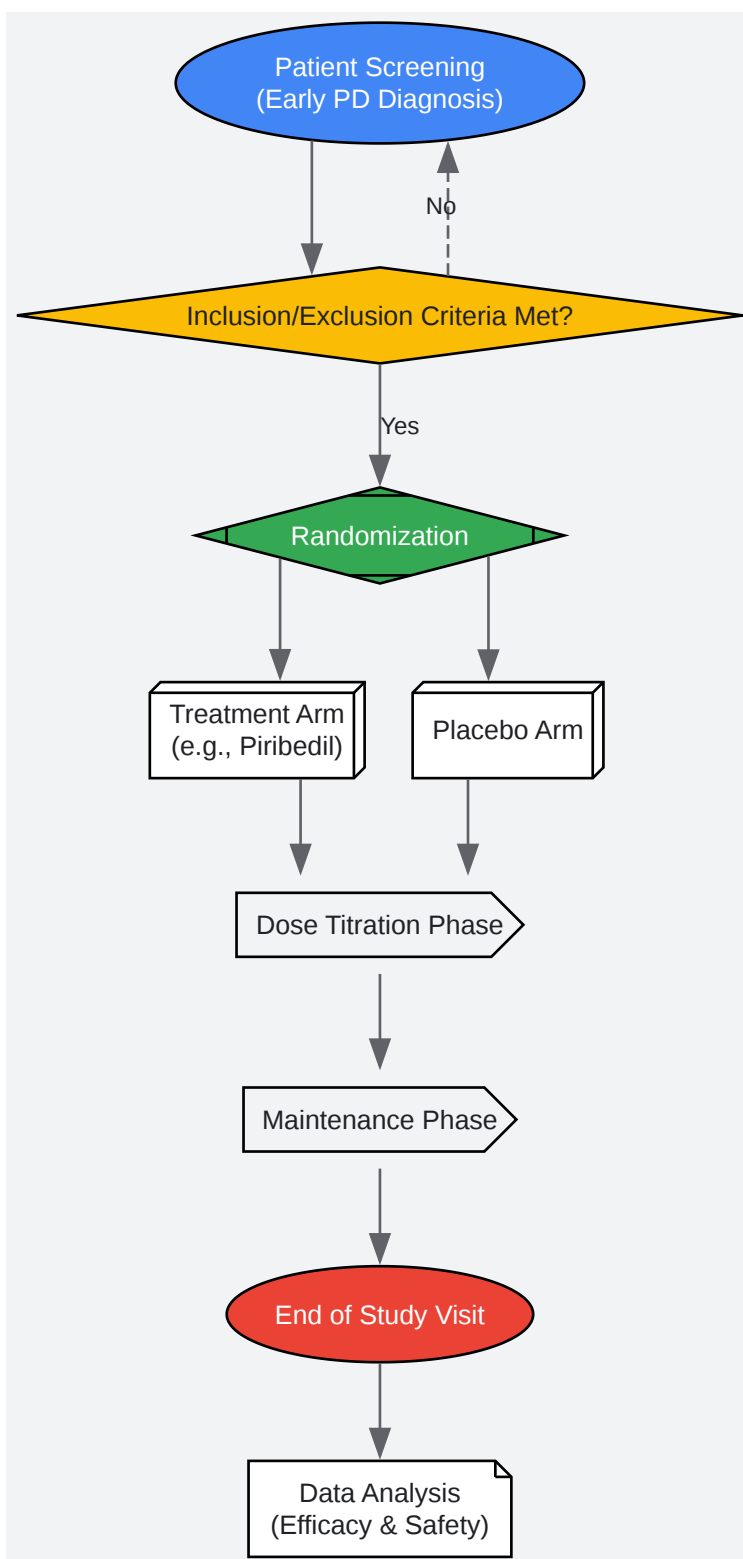 Patient Screening
(Early PD Diagnosis)
No
Inclusion/Exclusion Criteria Met?
Yes
Randomization
Treatment Arm
(e.g., Piribedil)
Placebo Arm
Dose Titration Phase
Maintenance Phase
End of Study Visit
Data Analysis
(Efficacy & Safety)